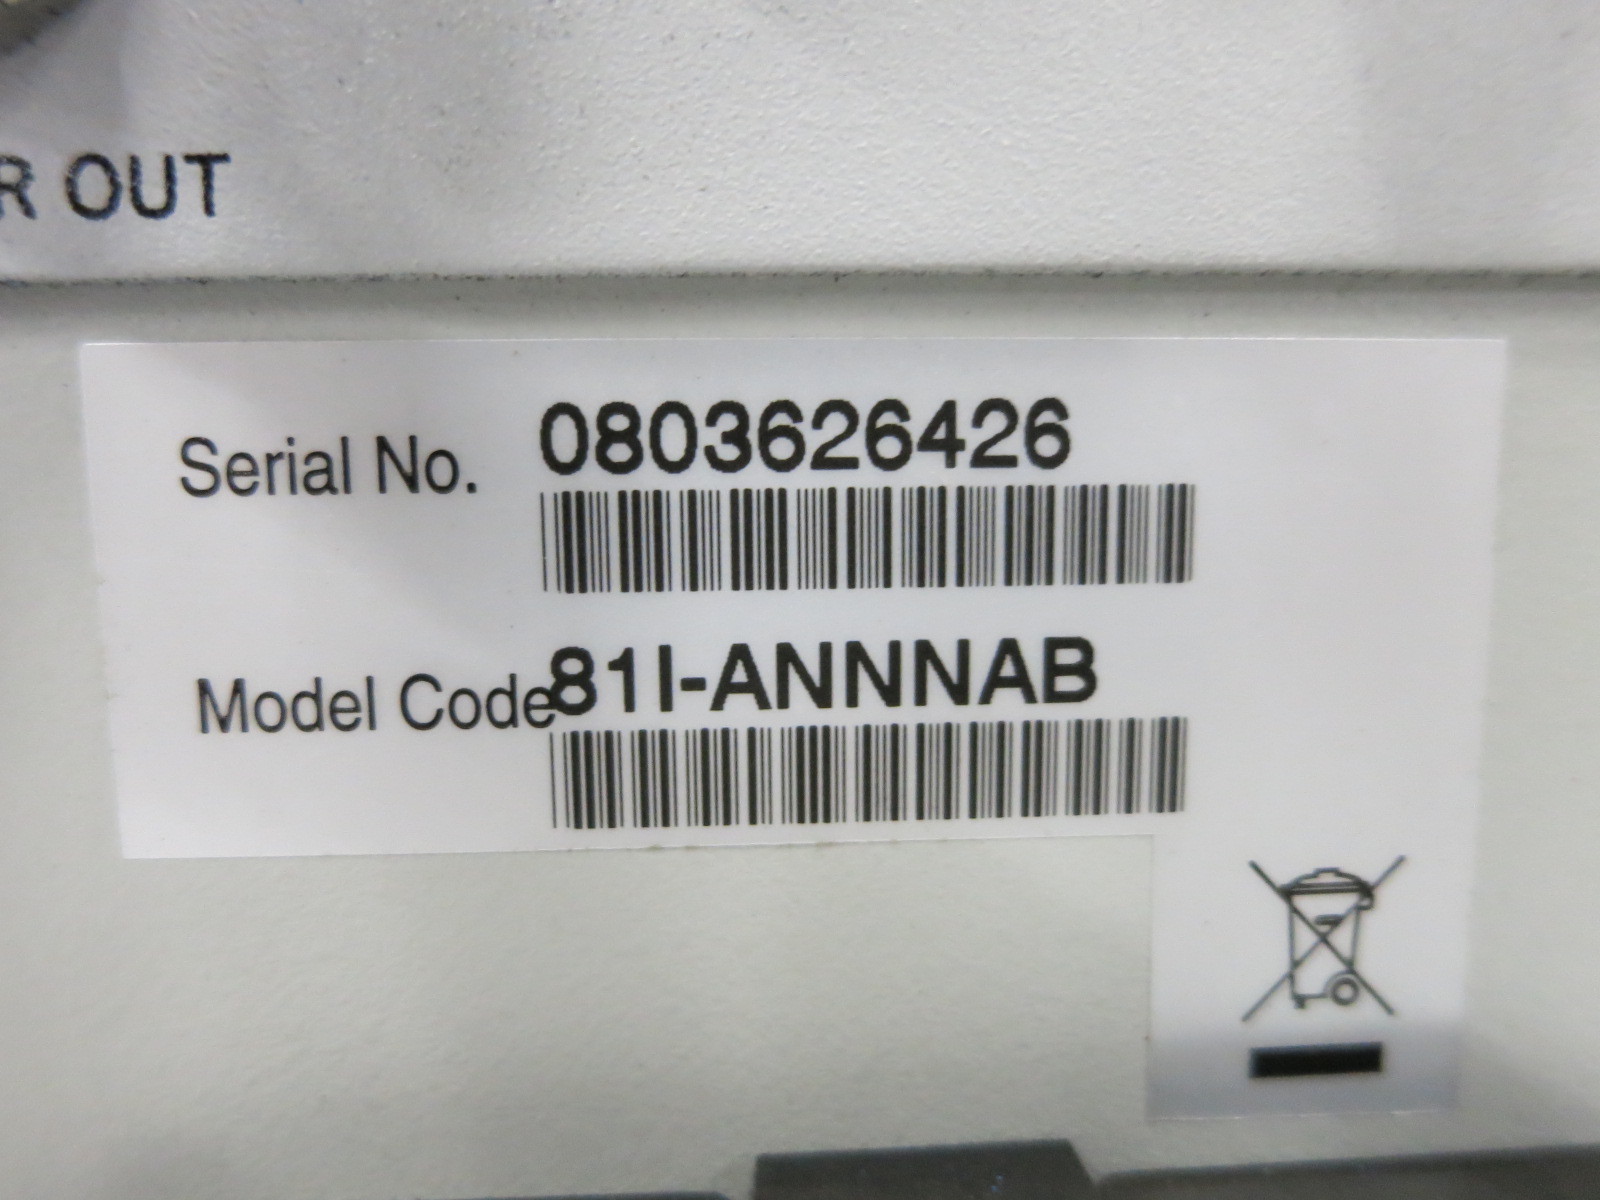 R OUT
Serial No. 0803626426
Model Code 81I-ANNNAB